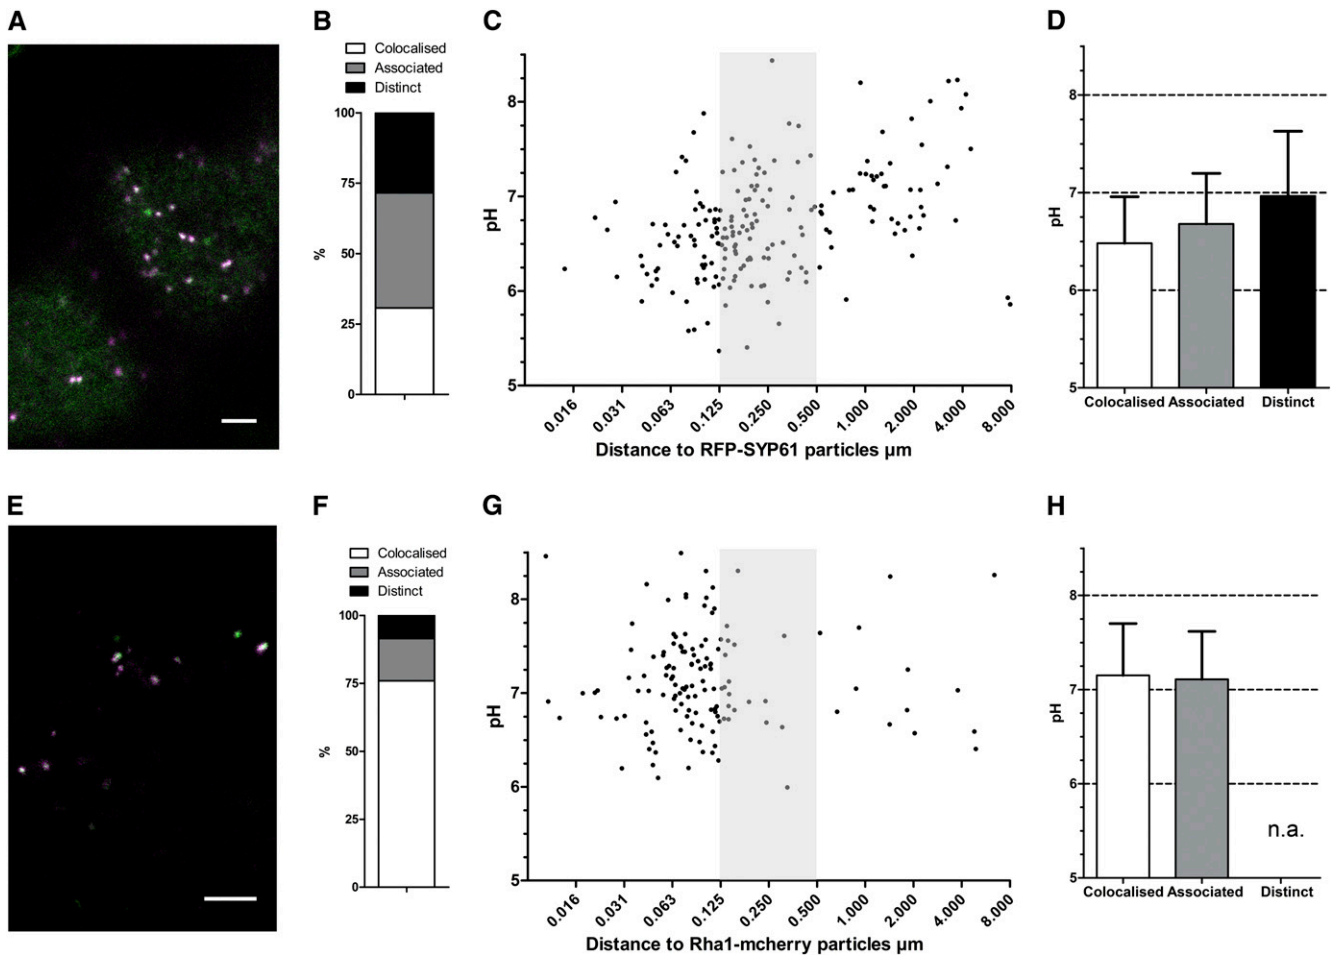 A
B
Colocalised
Associated
Distinct
100
75
50
25
0
%
C
8
7
6
5
pH
0.016
0.031
0.063
0.125
0.250
0.500
1.000
2.000
4.000
8.000
Distance to RFP-SYP61 particles µm
D
8
7
6
5
pH
Colocalised Associated Distinct
E
F
Colocalised
Associated
Distinct
100
75
50
25
0
%
G
8
7
6
5
pH
0.016
0.031
0.063
0.125
0.250
0.500
1.000
2.000
4.000
8.000
Distance to Rha1-mcherry particles µm
H
8
7
6
5
pH
n.a.
Colocalised Associated Distinct